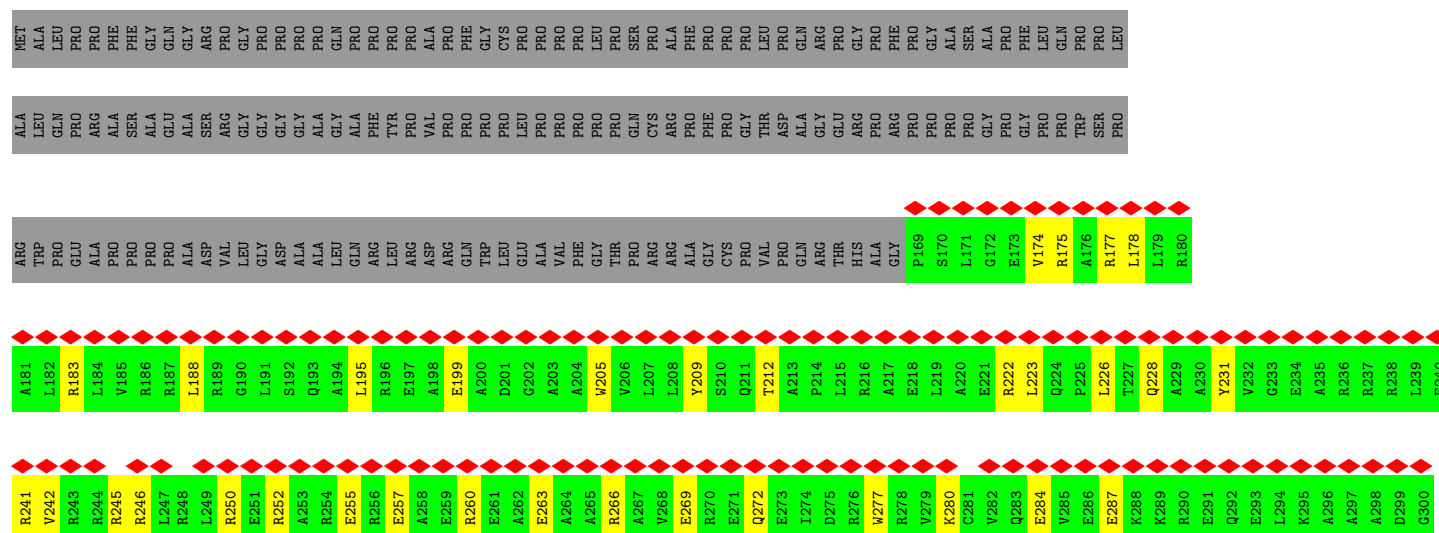 MET ALA LEU PRO PRO PHE PHE GLY GLN GLY ARG PRO GLY PRO PRO PRO PRO GLN PRO PRO PRO PRO ALA PRO PHE GLY CYS PRO PRO PRO PRO LEU PRO SER PRO ALA PHE PRO PRO PRO LEU PRO GLN ARG PRO GLY PRO PHE PRO GLY ALA SER ALA PRO PHE LEU GLN PRO PRO LEU
ALA LEU GLN PRO ARG ALA SER ALA GLU ALA SER ARG GLY GLY GLY GLY ALA GLY ALA PHE TYR PRO VAL PRO PRO PRO PRO LEU PRO PRO PRO PRO PRO PRO GLN CYS ARG PRO PHE PRO GLY THR ASP ALA GLY GLU ARG PRO ARG PRO PRO PRO PRO GLY PRO GLY PRO PRO TRP SER PRO
ARG TRP PRO GLU ALA PRO PRO PRO PRO ALA ASP VAL LEU GLY ASP ALA ALA LEU GLN ARG LEU ARG ASP ARG GLN TRP LEU GLU ALA VAL PHE GLY THR PRO ARG ARG ALA GLY CYS PRO VAL PRO GLN ARG THR HIS ALA GLY P169 S170 L171 G172 E173 V174 R175 A176 R177 L178 L179 R180
A181 L182 R183 L184 V185 R186 R187 L188 R189 G190 L191 S192 Q193 A194 L195 R196 E197 A198 E199 A200 D201 G202 A203 A204 W205 V206 L207 L208 Y209 S210 Q211 T212 A213 P214 L215 R216 A217 E218 L219 A220 E221 R222 L223 Q224 P225 L226 T227 Q228 A229 A230 Y231 V232 G233 E234 A235 R236 R237 R238 L239
R241 V242 R243 R244 R245 R246 L247 R248 L249 R250 E251 R252 A253 R254 E255 R256 E257 A258 E259 R260 E261 A262 E263 A264 A265 R266 A267 V268 E269 R270 E271 Q272 E273 I274 D275 R276 W277 R278 V279 K280 C281 V282 Q283 E284 V285 E286 E287 K288 K289 R290 E291 Q292 E293 L294 K295 A296 A297 A298 D299 G300